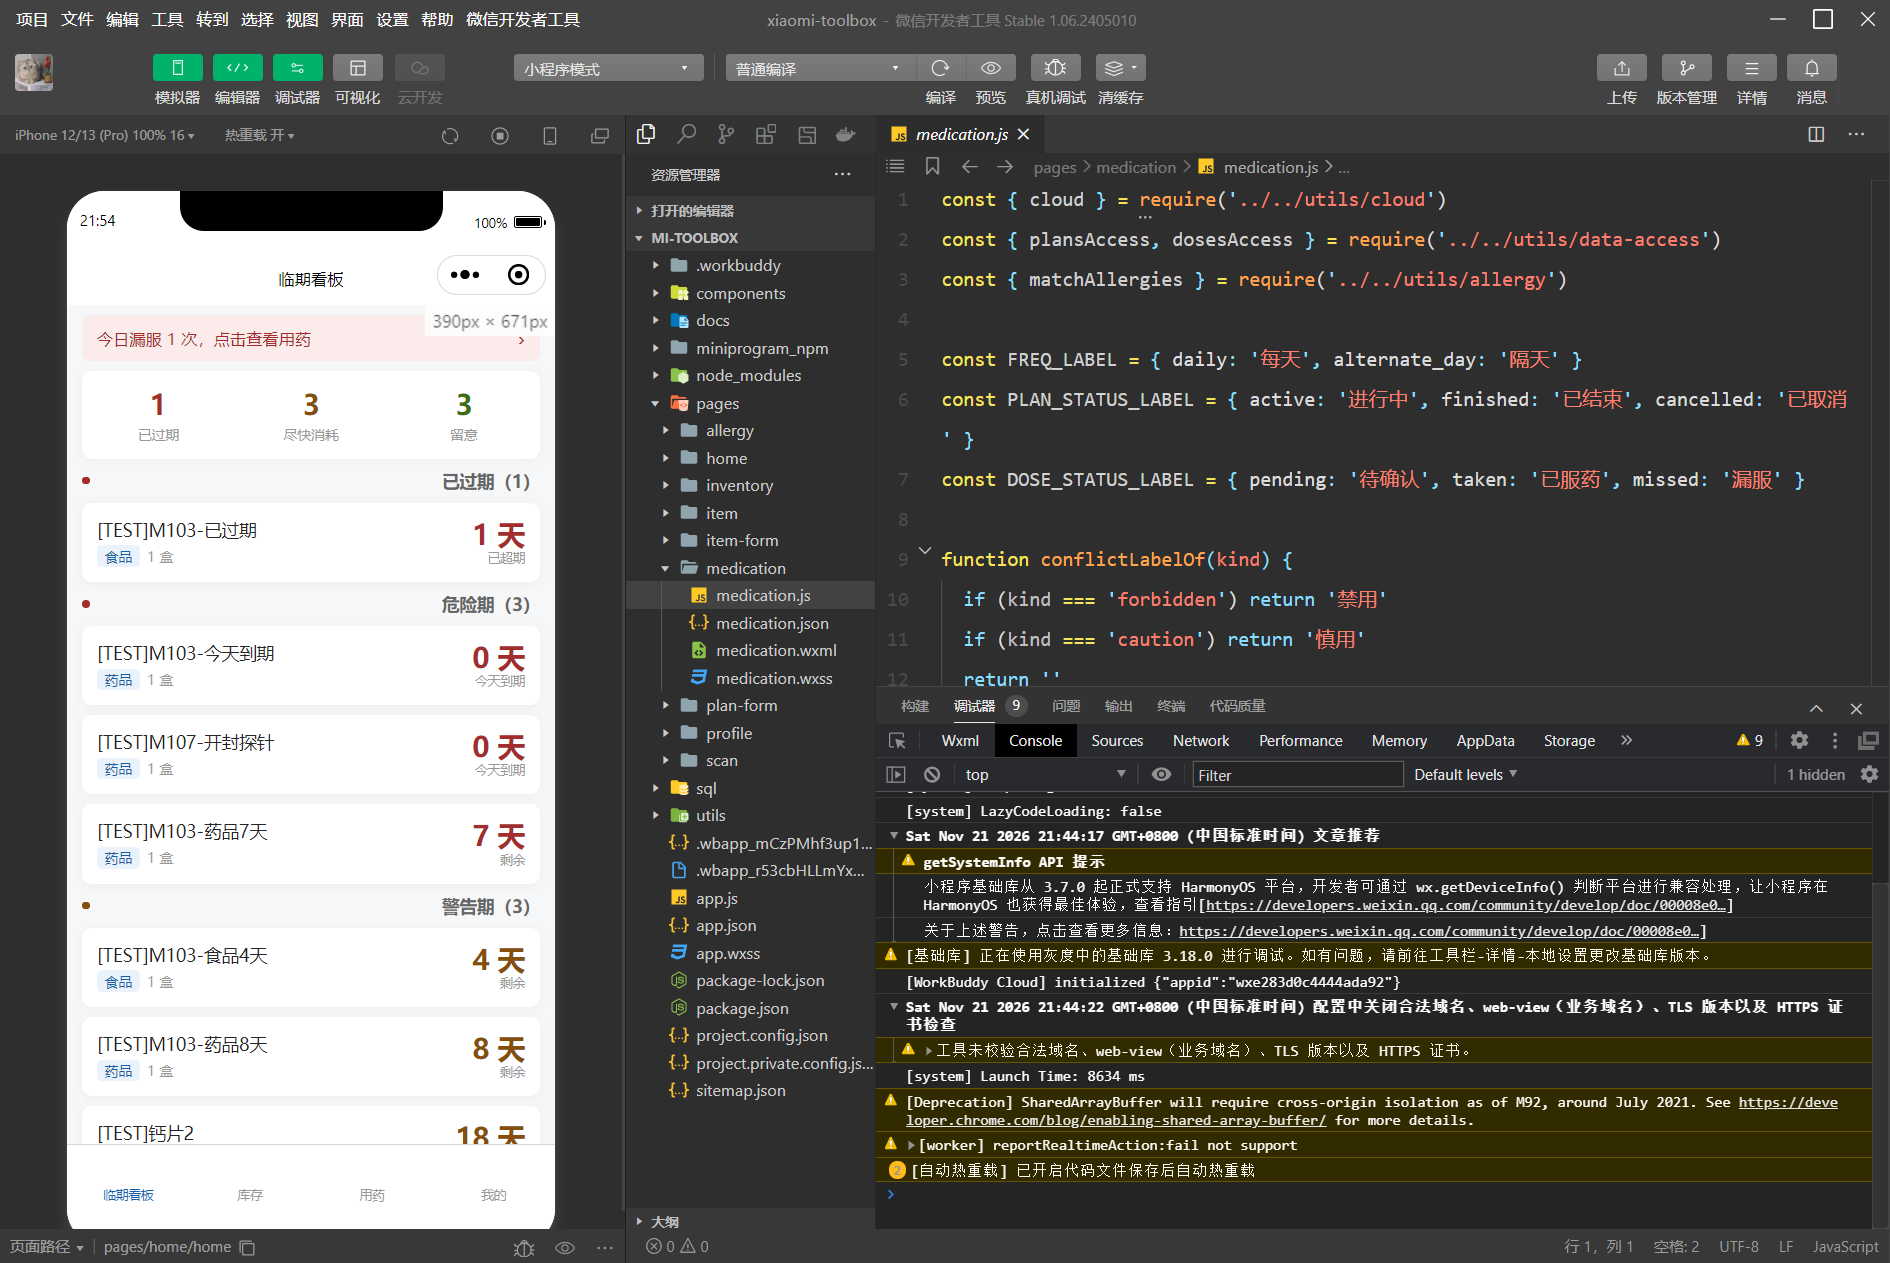 项目 文件 编辑 工具 转到 选择 视图 界面 设置 帮助 微信开发者工具
xiaomi-toolbox - 微信开发者工具 Stable 1.06.2405010
模拟器 编辑器 调试器 可视化 云开发
小程序模式
普通编译
编译 预览 真机调试 清缓存
上传 版本管理 详情 消息
iPhone 12/13 (Pro) 100% 16
热重载 开
21:54
100%
临期看板
390px × 671px
今日漏服 1 次，点击查看用药 ›
1 3 3
已过期 尽快消耗 留意
已过期（1）
[TEST]M103-已过期
1 天
食品 1 盒
已超期
危险期（3）
[TEST]M103-今天到期
0 天
药品 1 盒
今天到期
[TEST]M107-开封探针
0 天
药品 1 盒
今天到期
[TEST]M103-药品7天
7 天
药品 1 盒
剩余
警告期（3）
[TEST]M103-食品4天
4 天
食品 1 盒
剩余
[TEST]M103-药品8天
8 天
药品 1 盒
剩余
[TEST]钙片2
18 天
临期看板 库存 用药 我的
页面路径 pages/home/home
资源管理器
打开的编辑器
MI-TOOLBOX
.workbuddy
components
docs
miniprogram_npm
node_modules
pages
allergy
home
inventory
item
item-form
medication
medication.js
medication.json
medication.wxml
medication.wxss
plan-form
profile
scan
sql
utils
.wbapp_mCzPMhf3up1...
.wbapp_r53cbHLLmYx...
app.js
app.json
app.wxss
package-lock.json
package.json
project.config.json
project.private.config.js...
sitemap.json
大纲
0 0
medication.js
pages > medication > medication.js > ...
1 const { cloud } = require('../../utils/cloud')
2 const { plansAccess, dosesAccess } = require('../../utils/data-access')
3 const { matchAllergies } = require('../../utils/allergy')
4
5 const FREQ_LABEL = { daily: '每天', alternate_day: '隔天' }
6 const PLAN_STATUS_LABEL = { active: '进行中', finished: '已结束', cancelled: '已取消
' }
7 const DOSE_STATUS_LABEL = { pending: '待确认', taken: '已服药', missed: '漏服' }
8
9 function conflictLabelOf(kind) {
10 if (kind === 'forbidden') return '禁用'
11 if (kind === 'caution') return '慎用'
12 return ''
构建 调试器 9 问题 输出 终端 代码质量
Wxml Console Sources Network Performance Memory AppData Storage » 9
top Filter Default levels 1 hidden
[system] LazyCodeLoading: false
Sat Nov 21 2026 21:44:17 GMT+0800 (中国标准时间) 文章推荐
getSystemInfo API 提示
小程序基础库从 3.7.0 起正式支持 HarmonyOS 平台，开发者可通过 wx.getDeviceInfo() 判断平台进行兼容处理，让小程序在
HarmonyOS 也获得最佳体验，查看指引[https://developers.weixin.qq.com/community/develop/doc/00008e0…]
关于上述警告，点击查看更多信息：https://developers.weixin.qq.com/community/develop/doc/00008e0…]
[基础库] 正在使用灰度中的基础库 3.18.0 进行调试。如有问题，请前往工具栏-详情-本地设置更改基础库版本。
[WorkBuddy Cloud] initialized {"appid":"wxe283d0c4444ada92"}
Sat Nov 21 2026 21:44:22 GMT+0800 (中国标准时间) 配置中关闭合法域名、web-view（业务域名）、TLS 版本以及 HTTPS 证
书检查
工具未校验合法域名、web-view（业务域名）、TLS 版本以及 HTTPS 证书。
[system] Launch Time: 8634 ms
[Deprecation] SharedArrayBuffer will require cross-origin isolation as of M92, around July 2021. See https://deve
loper.chrome.com/blog/enabling-shared-array-buffer/ for more details.
[worker] reportRealtimeAction:fail not support
2 [自动热重载] 已开启代码文件保存后自动热重载
行 1，列 1 空格: 2 UTF-8 LF JavaScript